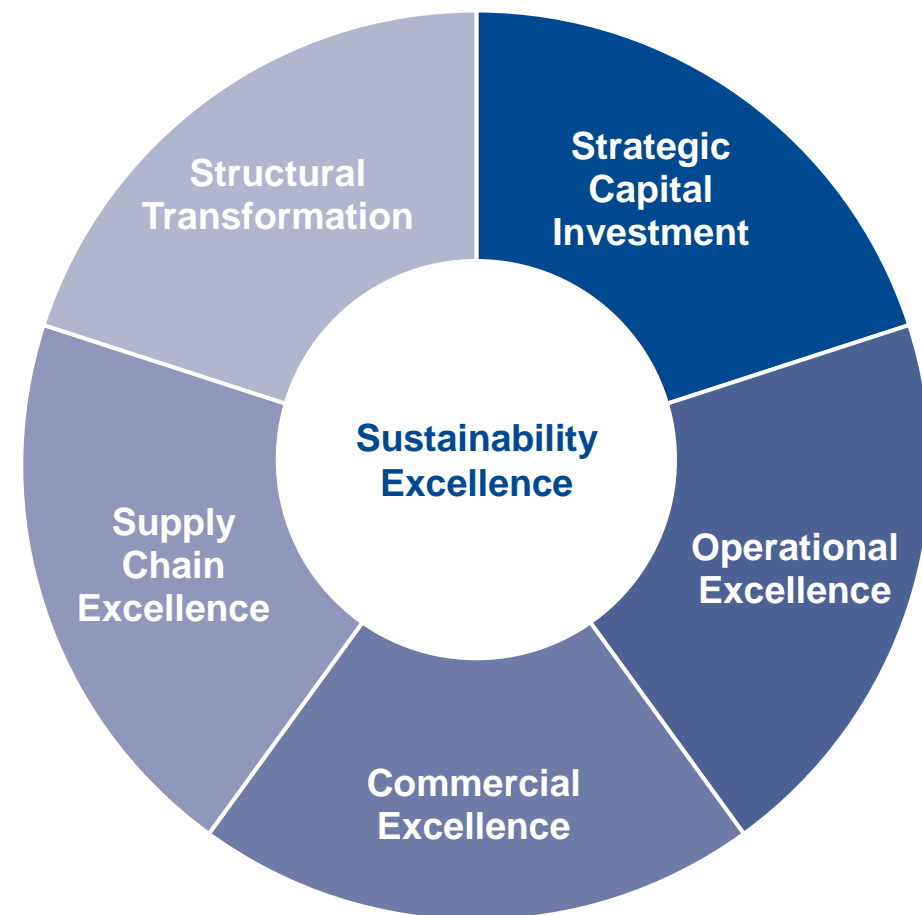 Structural
Transformation
Strategic
Capital
Investment
Sustainability
Excellence
Supply
Chain
Excellence
Operational
Excellence
Commercial
Excellence